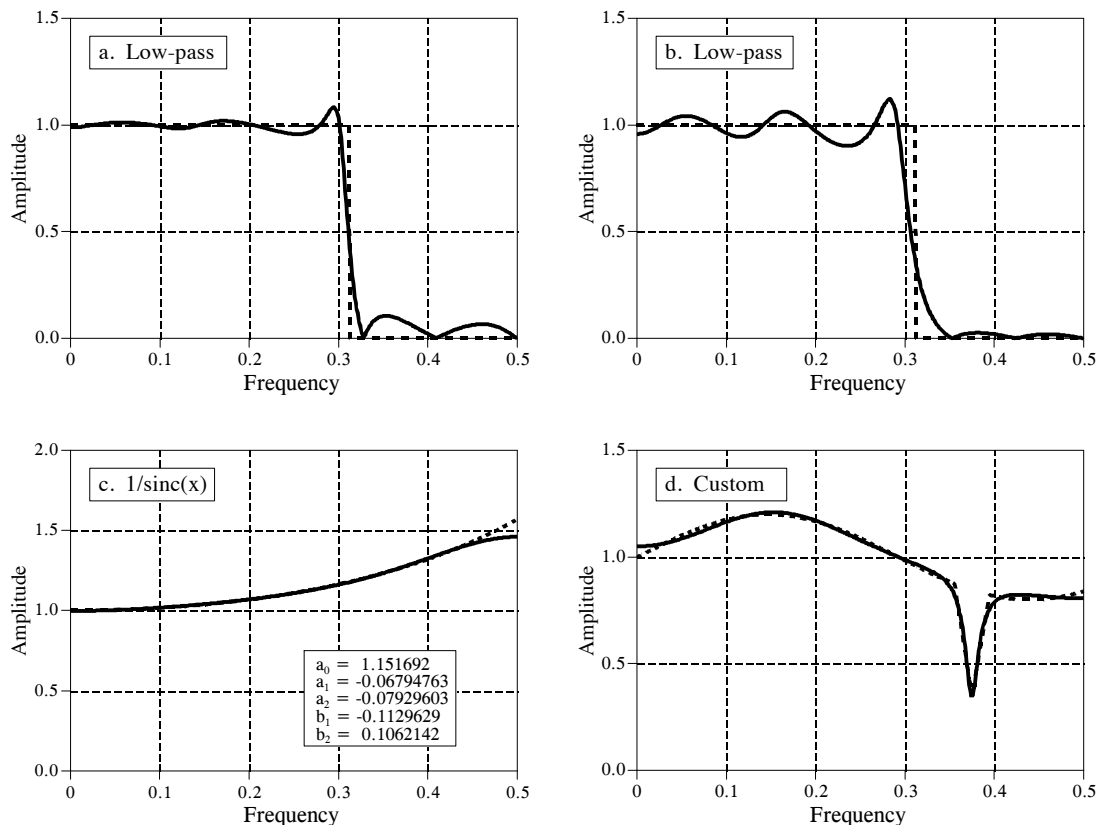 1.5
a. Low-pass
1.0
0.5
0.0
Amplitude
0 0.1 0.2 0.3 0.4 0.5
Frequency
1.5
b. Low-pass
1.0
0.5
0.0
Amplitude
0 0.1 0.2 0.3 0.4 0.5
Frequency
2.0
c. 1/sinc(x)
1.5
1.0
0.5
0.0
Amplitude
a₀ = 1.151692
a₁ = -0.06794763
a₂ = -0.07929603
b₁ = -0.1129629
b₂ = 0.1062142
0 0.1 0.2 0.3 0.4 0.5
Frequency
1.5
d. Custom
1.0
0.5
0.0
Amplitude
0 0.1 0.2 0.3 0.4 0.5
Frequency